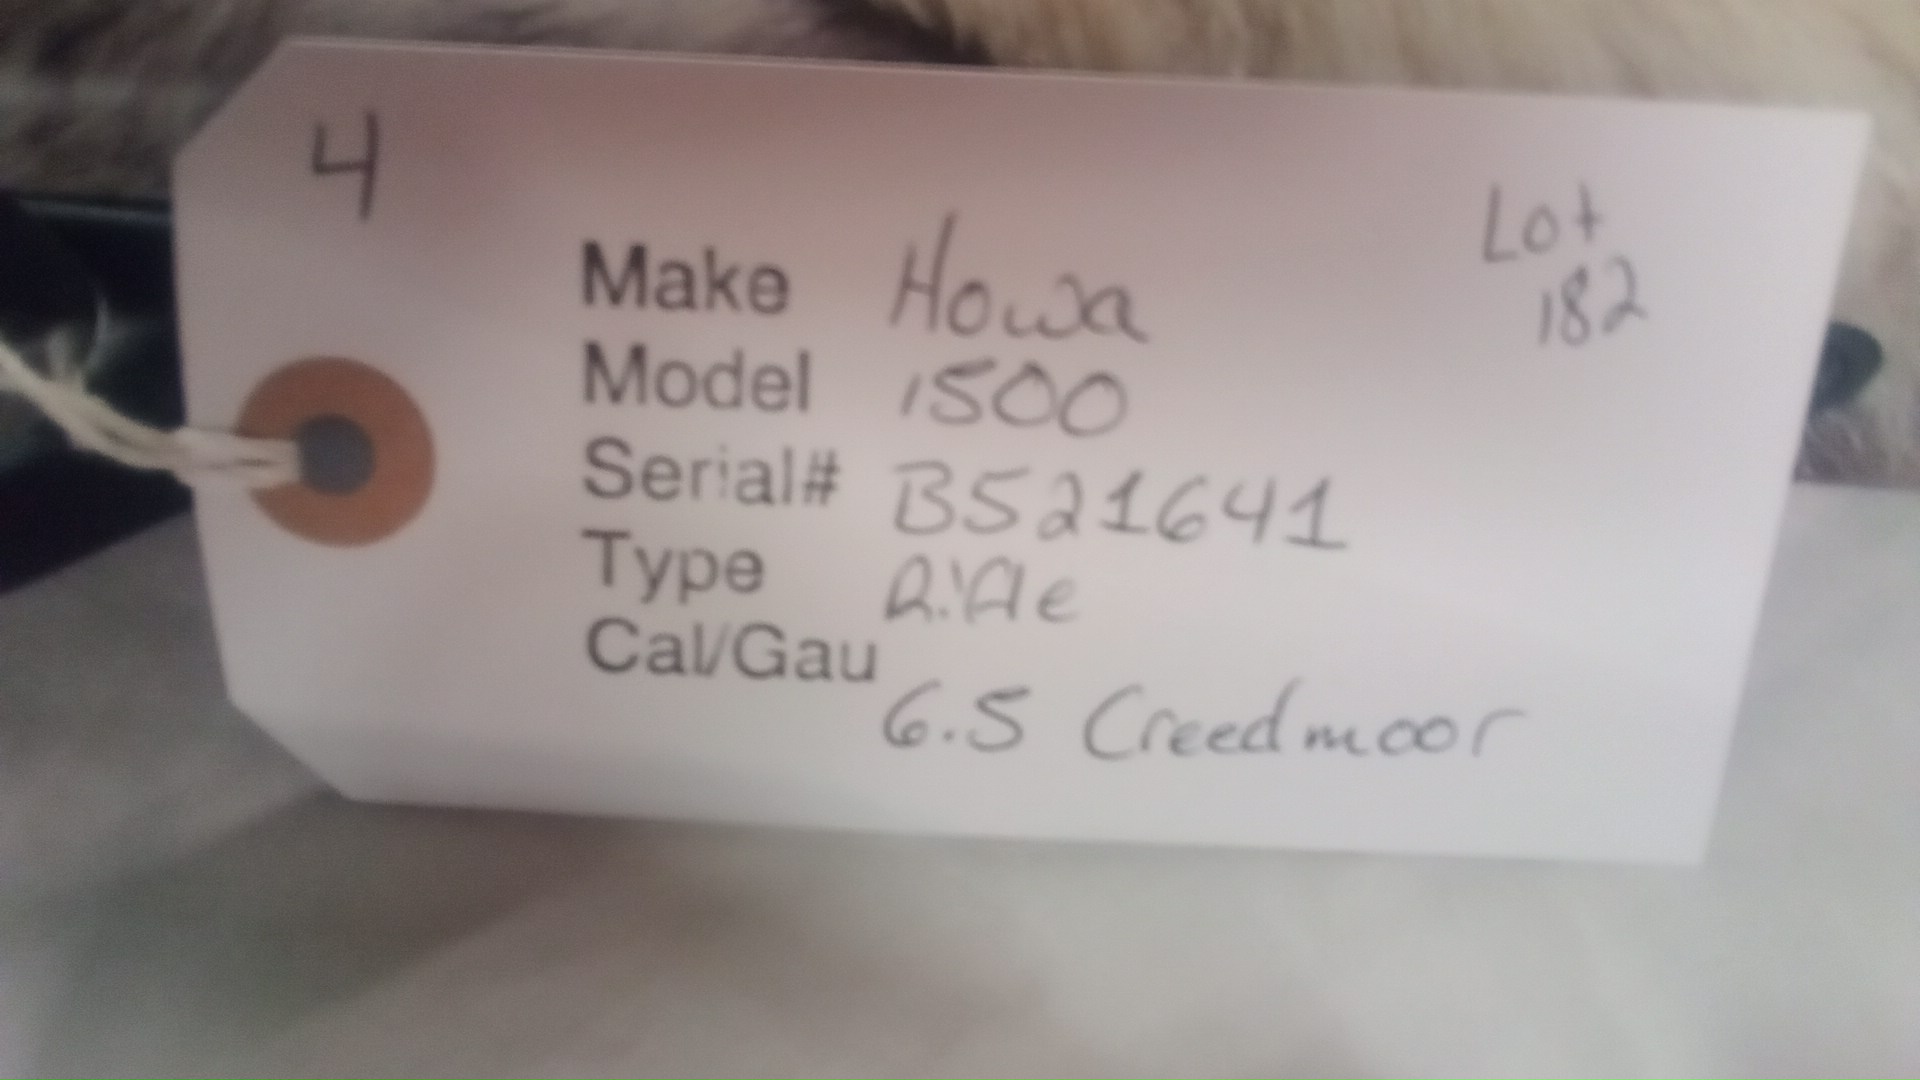 4
Lot
182
Make Howa
Model 1500
Serial# B521641
Type Rifle
Cal/Gau
6.5 Creedmoor